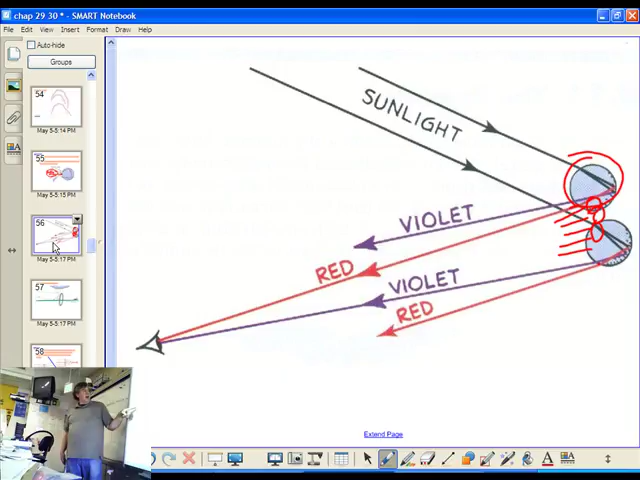 chap 29 30 * - SMART Notebook
File Edit View Insert Format Draw Help
Auto-hide
Groups
54
May 5-5:14 PM
55
May 5-5:15 PM
56
May 5-5:17 PM
57
May 5-5:17 PM
58
SUNLIGHT
VIOLET
RED
VIOLET
RED
Extend Page